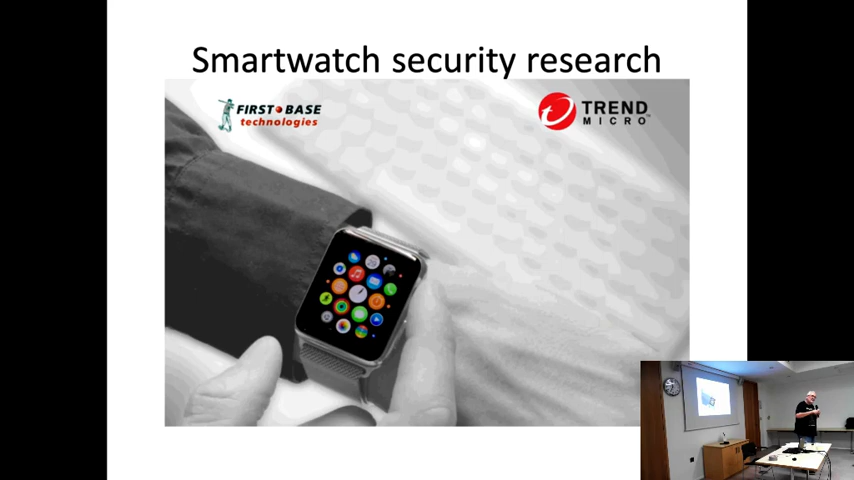 Smartwatch security research
FIRST BASE
technologies
TREND
MICRO